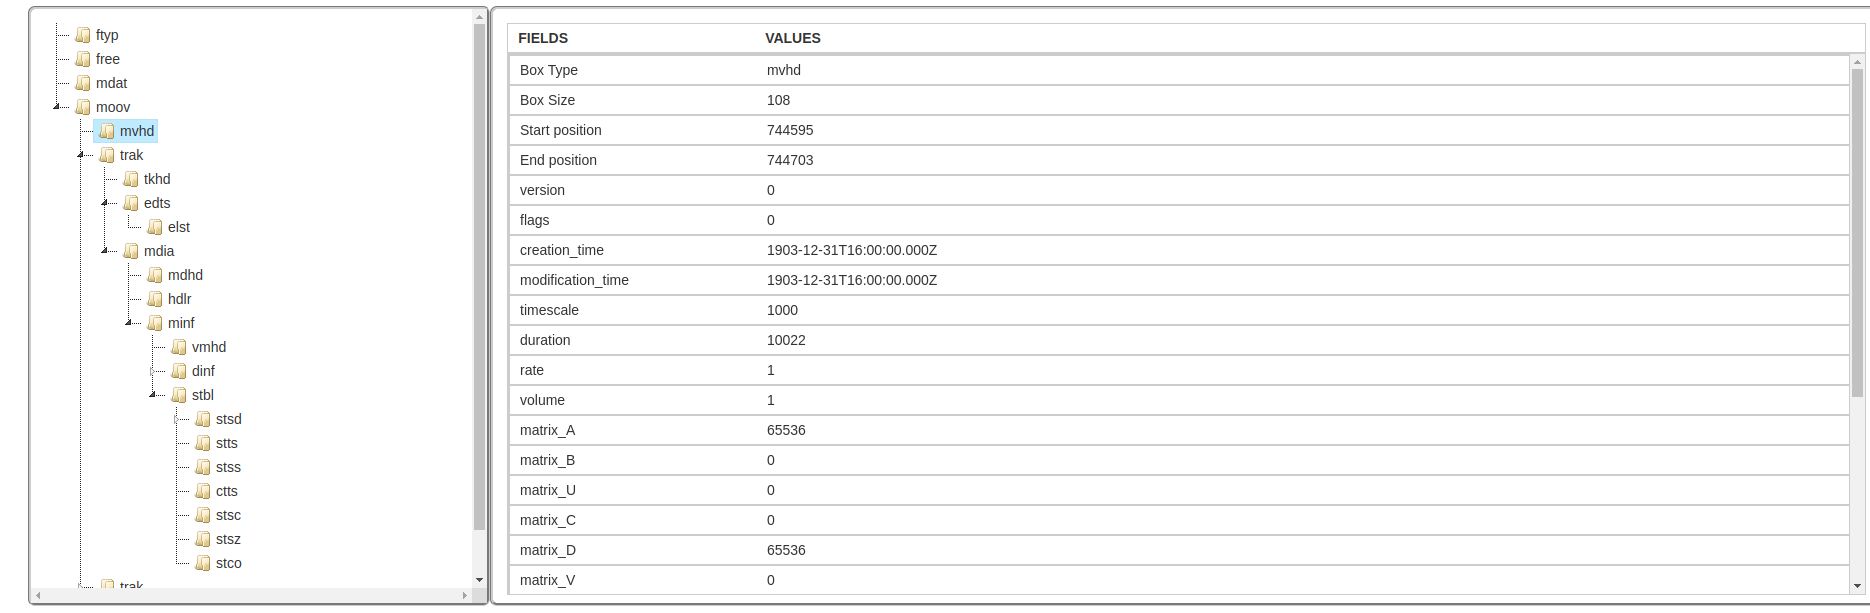 ftyp
free
mdat
moov
mvhd
trak
tkhd
edts
elst
mdia
mdhd
hdlr
minf
vmhd
dinf
stbl
stsd
stts
stss
ctts
stsc
stsz
stco
trak
FIELDS VALUES
Box Type mvhd
Box Size 108
Start position 744595
End position 744703
version 0
flags 0
creation_time 1903-12-31T16:00:00.000Z
modification_time 1903-12-31T16:00:00.000Z
timescale 1000
duration 10022
rate 1
volume 1
matrix_A 65536
matrix_B 0
matrix_U 0
matrix_C 0
matrix_D 65536
matrix_V 0